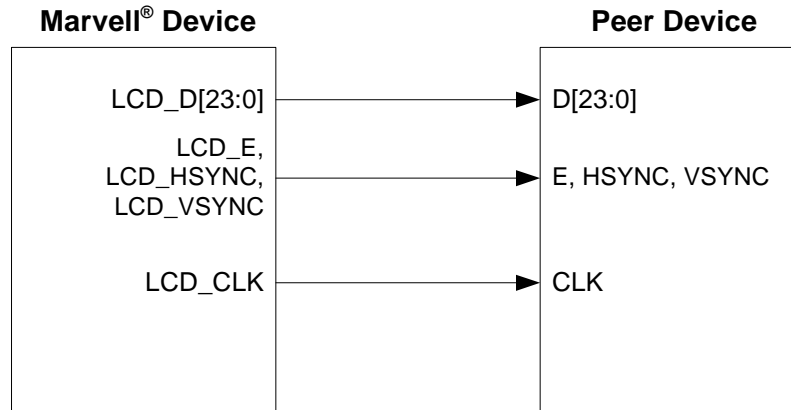 Marvell® Device
Peer Device
LCD_D[23:0]
D[23:0]
LCD_E,
LCD_HSYNC,
LCD_VSYNC
E, HSYNC, VSYNC
LCD_CLK
CLK